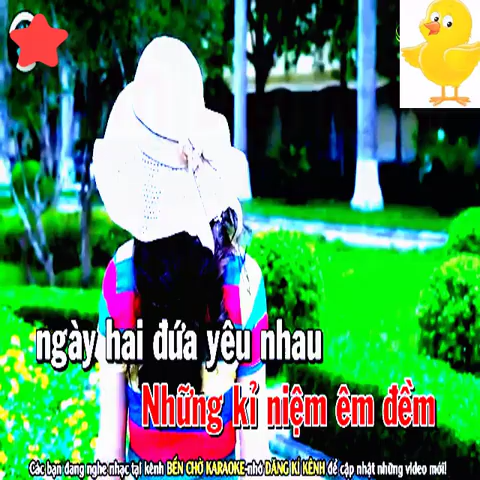 ngày hai đứa yêu nhau
Những kỉ niệm êm đềm
Các bạn đang nghe nhạc tại kênh BẾN CHỜ KARAOKE-nhớ ĐĂNG KÍ KÊNH để cập nhật những video mới!